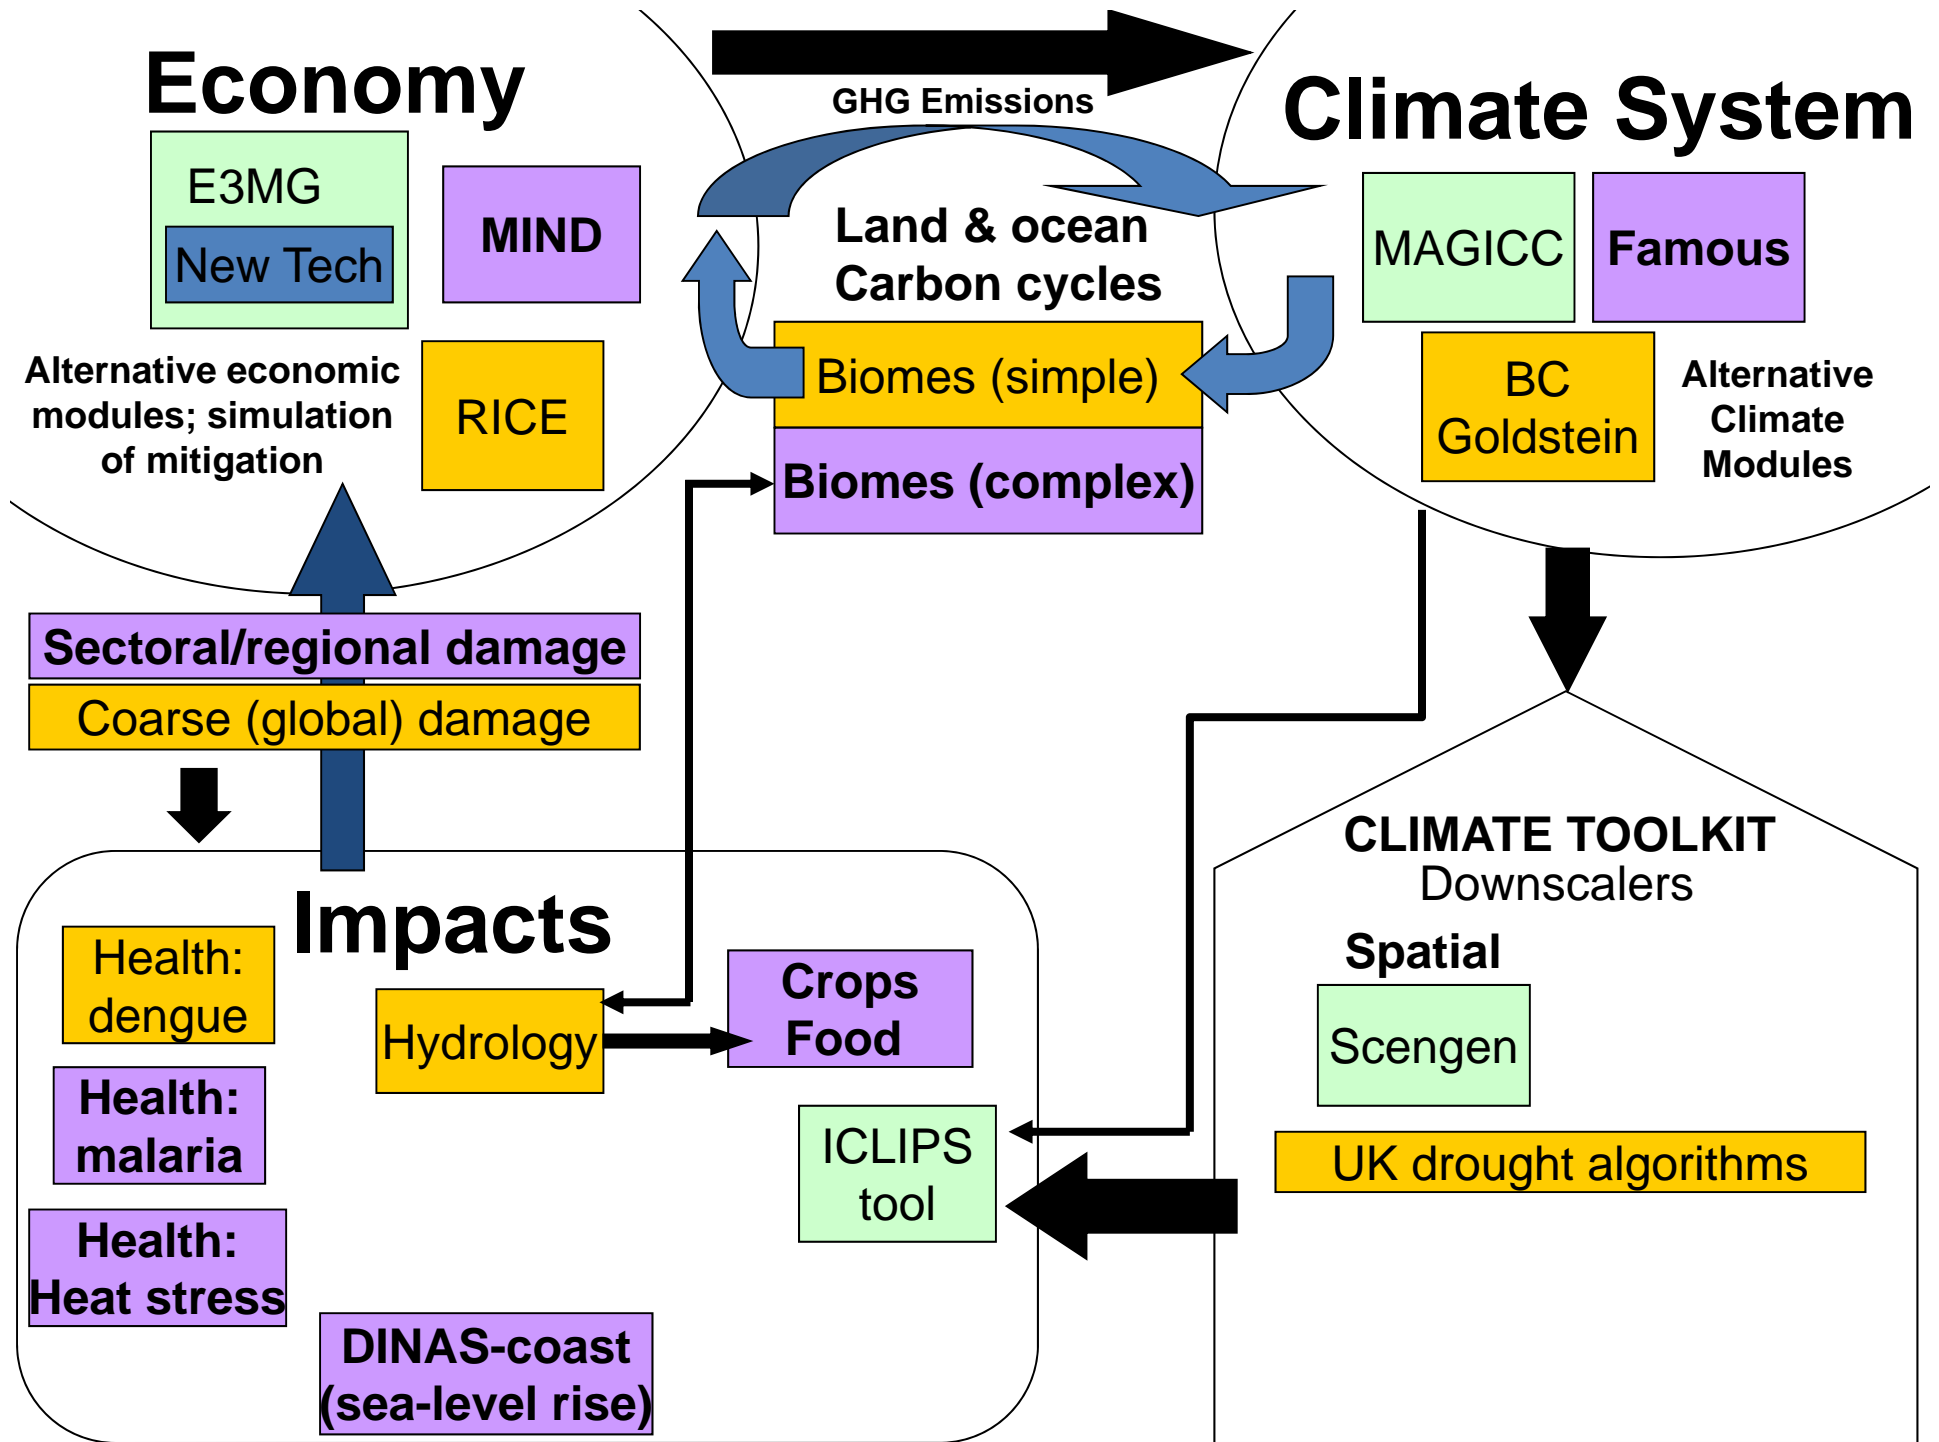 Economy
E3MG
New Tech
MIND
Alternative economic
modules; simulation
of mitigation
RICE
GHG Emissions
Land & ocean
Carbon cycles
Biomes (simple)
Biomes (complex)
Climate System
MAGICC
Famous
BC
Goldstein
Alternative
Climate
Modules
Sectoral/regional damage
Coarse (global) damage
Impacts
Health:
dengue
Hydrology
Crops
Food
Health:
malaria
ICLIPS
tool
Health:
Heat stress
DINAS-coast
(sea-level rise)
CLIMATE TOOLKIT
Downscalers
Spatial
Scengen
UK drought algorithms